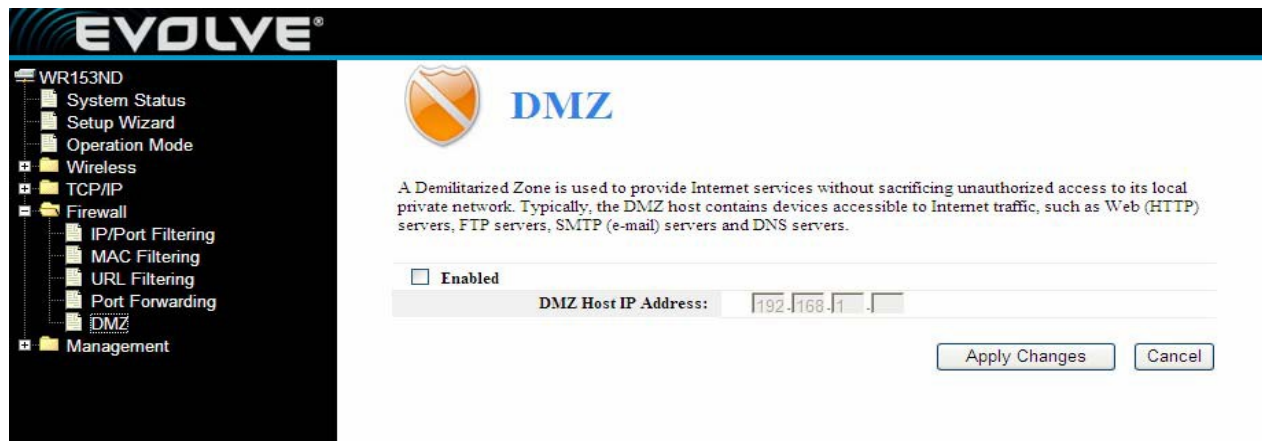 EVOLVE®
WR153ND
System Status
Setup Wizard
Operation Mode
Wireless
TCP/IP
Firewall
IP/Port Filtering
MAC Filtering
URL Filtering
Port Forwarding
DMZ
Management
DMZ
A Demilitarized Zone is used to provide Internet services without sacrificing unauthorized access to its local
private network. Typically, the DMZ host contains devices accessible to Internet traffic, such as Web (HTTP)
servers, FTP servers, SMTP (e-mail) servers and DNS servers.
Enabled
DMZ Host IP Address: 192.168.1.
Apply Changes Cancel